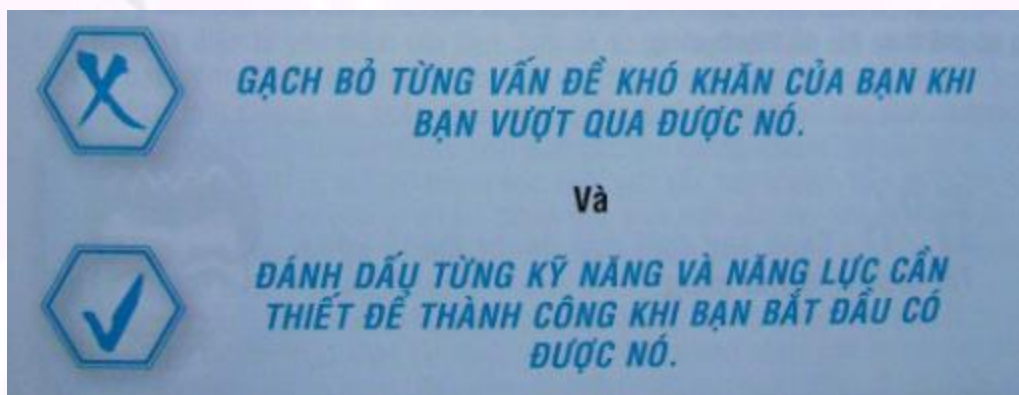 GẠCH BỎ TỪNG VẤN ĐỀ KHÓ KHĂN CỦA BẠN KHI
BẠN VƯỢT QUA ĐƯỢC NÓ.
Và
ĐÁNH DẤU TỪNG KỸ NĂNG VÀ NĂNG LỰC CẦN
THIẾT ĐỂ THÀNH CÔNG KHI BẠN BẮT ĐẦU CÓ
ĐƯỢC NÓ.